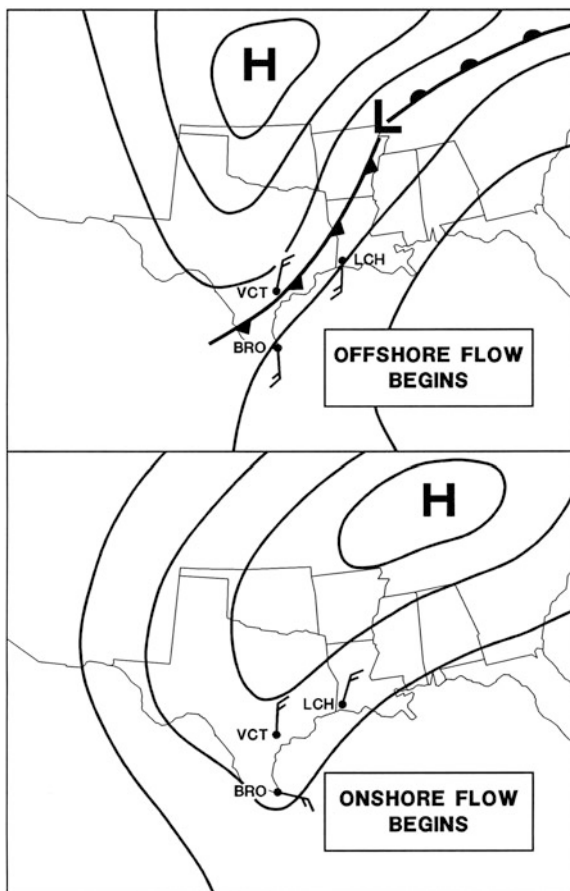 H
L
LCH
VCT
BRO
OFFSHORE FLOW
BEGINS
H
LCH
VCT
BRO
ONSHORE FLOW
BEGINS